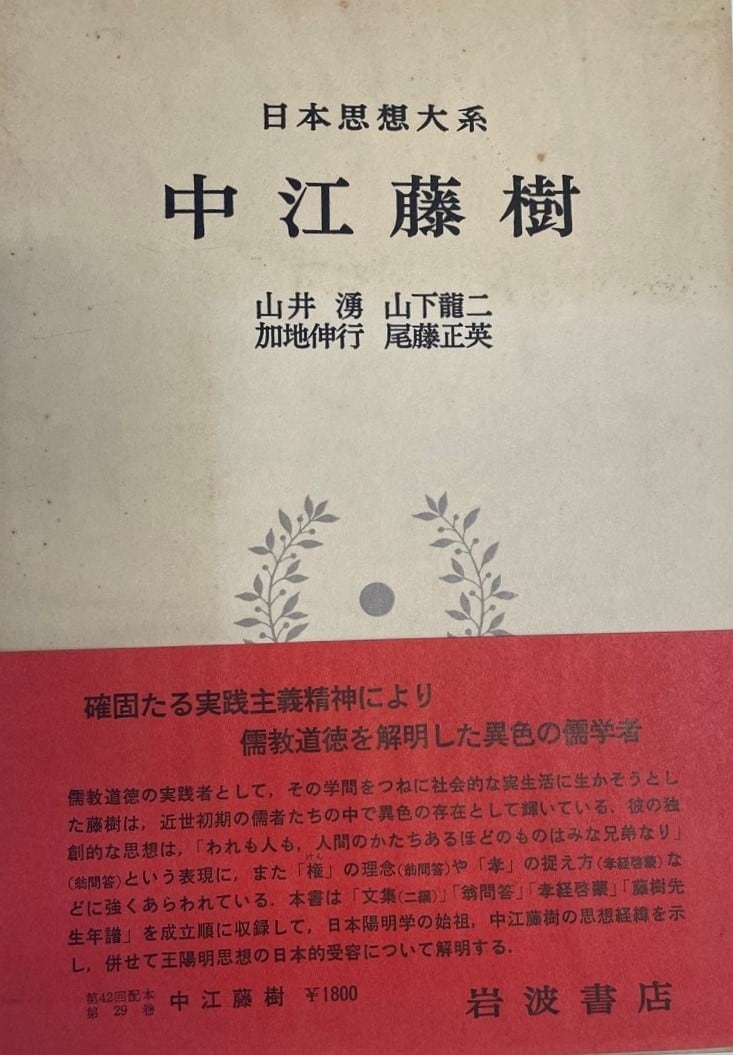 日本思想大系
中江藤樹
山井湧 山下龍二
加地伸行 尾藤正英
確固たる実践主義精神により
儒教道徳を解明した異色の儒学者
儒教道徳の実践者として，その学問をつねに社会的な実生活に生かそうとし
た藤樹は，近世初期の儒者たちの中で異色の存在として輝いている．彼の独
創的な思想は，「われも人も，人間のかたちあるほどのものはみな兄弟なり」
(翁問答)という表現に，また「権」の理念(翁問答)や「孝」の捉え方(孝経啓蒙)な
けん
どに強くあらわれている．本書は「文集(二編)」「翁問答」「孝経啓蒙」「藤樹先
生年譜」を成立順に収録して，日本陽明学の始祖，中江藤樹の思想経緯を示
し，併せて王陽明思想の日本的受容について解明する．
第42回配本
第29巻
中江藤樹 ¥1800
岩波書店